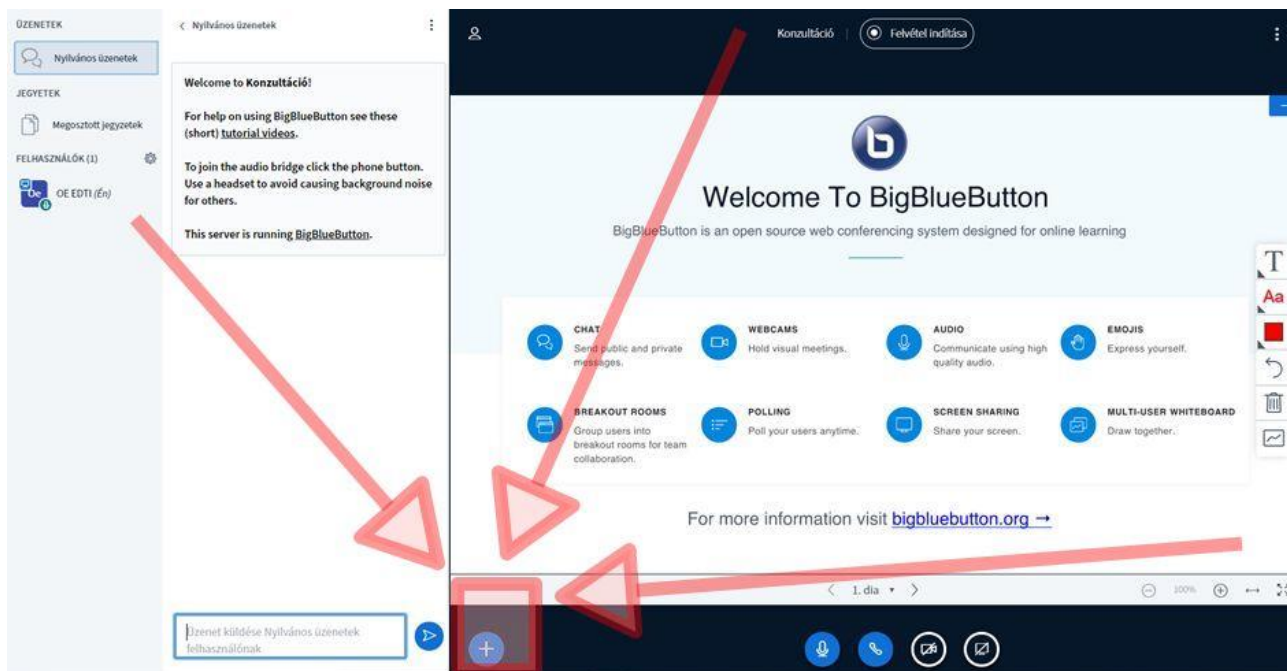 ÜZENETEK
Nyilvános üzenetek
JEGYETEK
Megosztott jegyzetek
FELHASZNÁLÓK (1)
De
OE EDTI (Én)
Nyilvános üzenetek
Welcome to Konzultáció!
For help on using BigBlueButton see these
(short) tutorial videos.
To join the audio bridge click the phone button.
Use a headset to avoid causing background noise
for others.
This server is running BigBlueButton.
Üzenet küldése Nyilvános üzenetek
felhasználónak
Konzultáció
Felvétel indítása
b
Welcome To BigBlueButton
BigBlueButton is an open source web conferencing system designed for online learning
CHAT
Send public and private
messages.
WEBCAMS
Hold visual meetings.
AUDIO
Communicate using high
quality audio.
EMOJIS
Express yourself.
BREAKOUT ROOMS
Group users into
breakout rooms for team
collaboration.
POLLING
Poll your users anytime.
SCREEN SHARING
Share your screen.
MULTI-USER WHITEBOARD
Draw together.
For more information visit bigbluebutton.org →
T
Aa
1. dia
100%